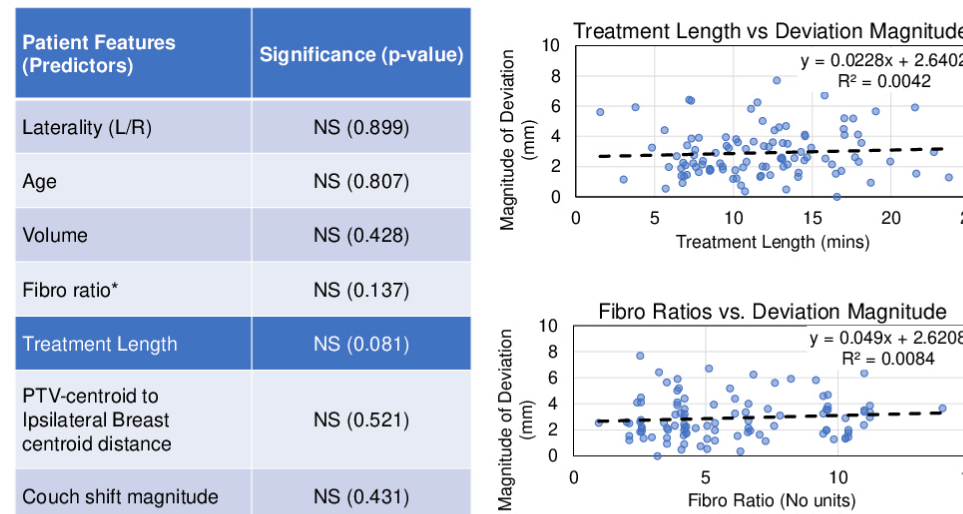 Patient Features
(Predictors)
Significance (p-value)
Laterality (L/R)
NS (0.899)
Age
NS (0.807)
Volume
NS (0.428)
Fibro ratio*
NS (0.137)
Treatment Length
NS (0.081)
PTV-centroid to
Ipsilateral Breast
centroid distance
NS (0.521)
Couch shift magnitude
NS (0.431)
Treatment Length vs Deviation Magnitude
y = 0.0228x + 2.6402
R² = 0.0042
Magnitude of Deviation
(mm)
10
8
6
4
2
0
0 5 10 15 20 2
Treatment Length (mins)
Fibro Ratios vs. Deviation Magnitude
y = 0.049x + 2.6208
R² = 0.0084
Magnitude of Deviation
(mm)
10
8
6
4
2
0
0 5 10 1
Fibro Ratio (No units)